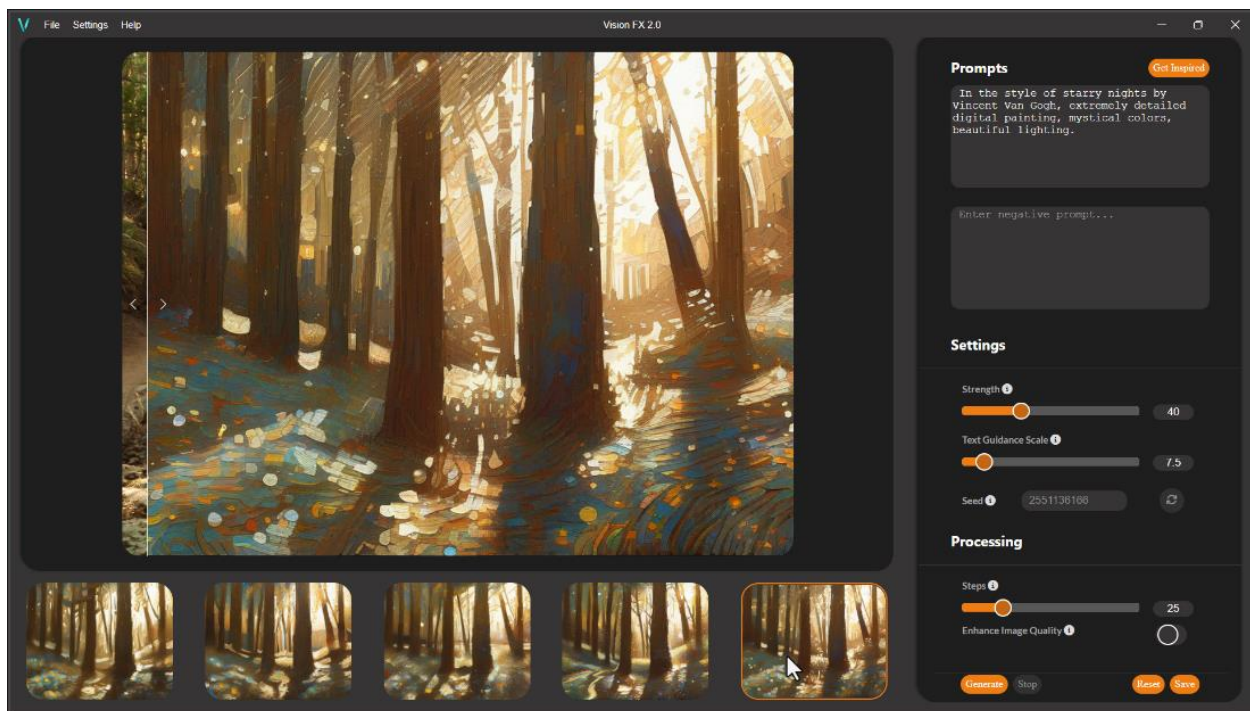 File Settings Help
Vision FX 2.0
Prompts
Get Inspired
In the style of starry nights by
Vincent Van Gogh, extremely detailed
digital painting, mystical colors,
beautiful lighting.
Enter negative prompt...
Settings
Strength
40
Text Guidance Scale
7.5
Seed
2551136166
Processing
Steps
25
Enhance Image Quality
Generate Stop Reset Save